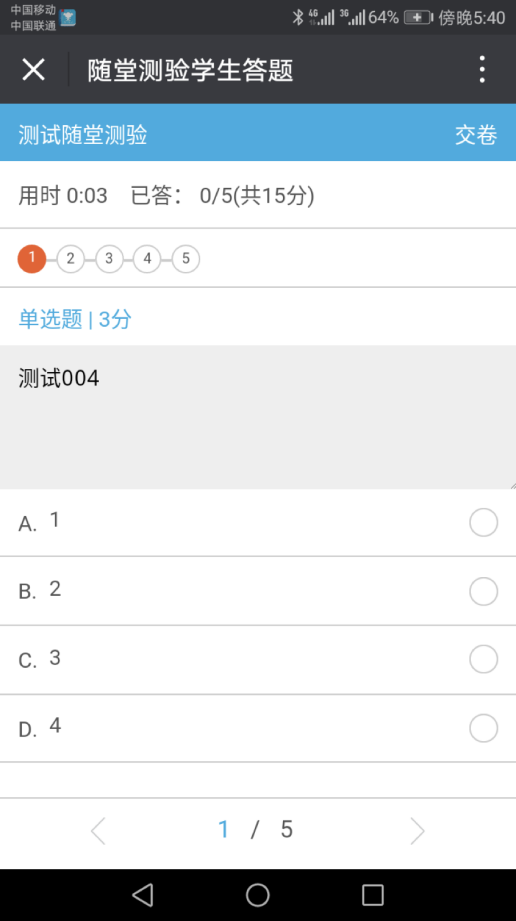 中国移动
中国联通
4G 3G 64% 傍晚5:40
随堂测验学生答题
测试随堂测验 交卷
用时 0:03 已答： 0/5(共15分)
1 2 3 4 5
单选题 | 3分
测试004
A. 1
B. 2
C. 3
D. 4
1 / 5